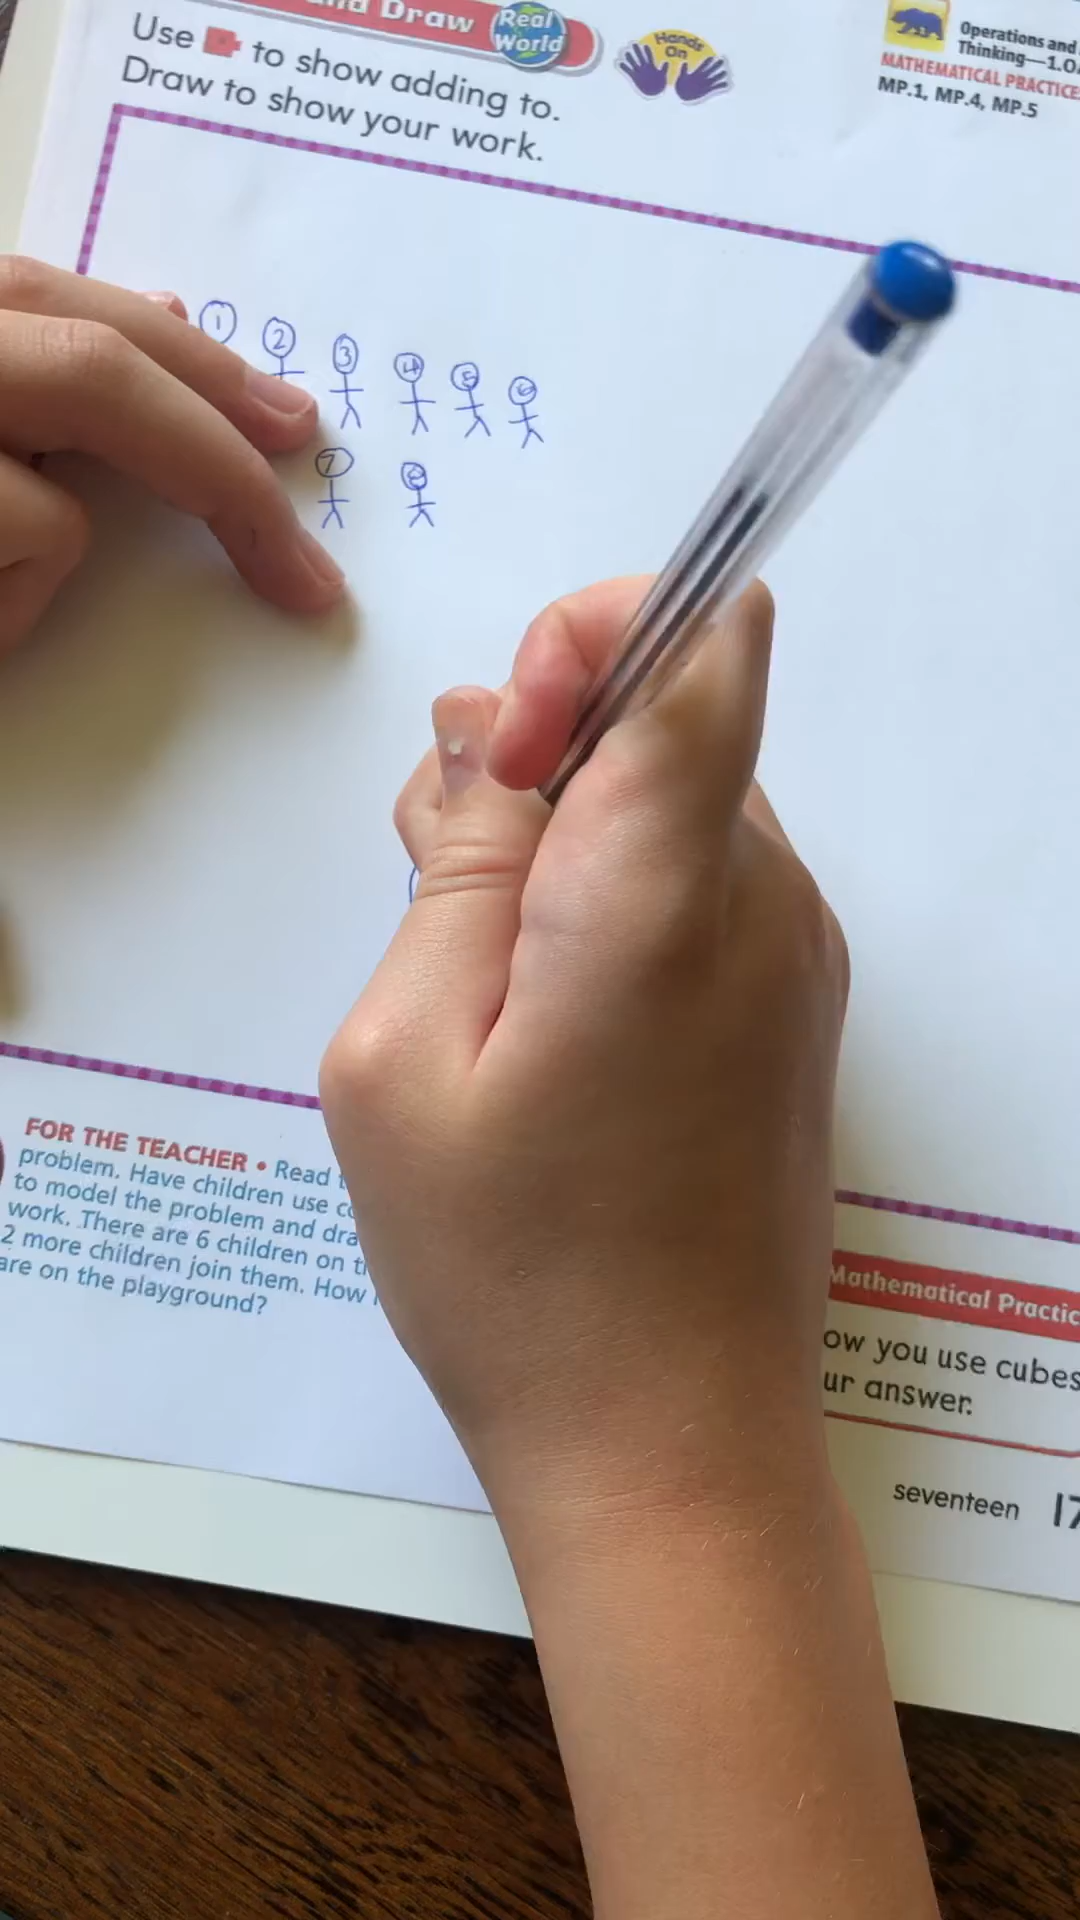 and Draw
Real
World
Hands
On
Operations and
Thinking—1.O
MATHEMATICAL PRACTICE
MP.1, MP.4, MP.5
Use to show adding to.
Draw to show your work.
1 2 3 4 5 6
7 8
FOR THE TEACHER • Read
problem. Have children use
to model the problem and
work. There are 6 children on
2 more children join them. How
are on the playground?
Mathematical Practic
ow you use cubes
ur answer.
seventeen 17